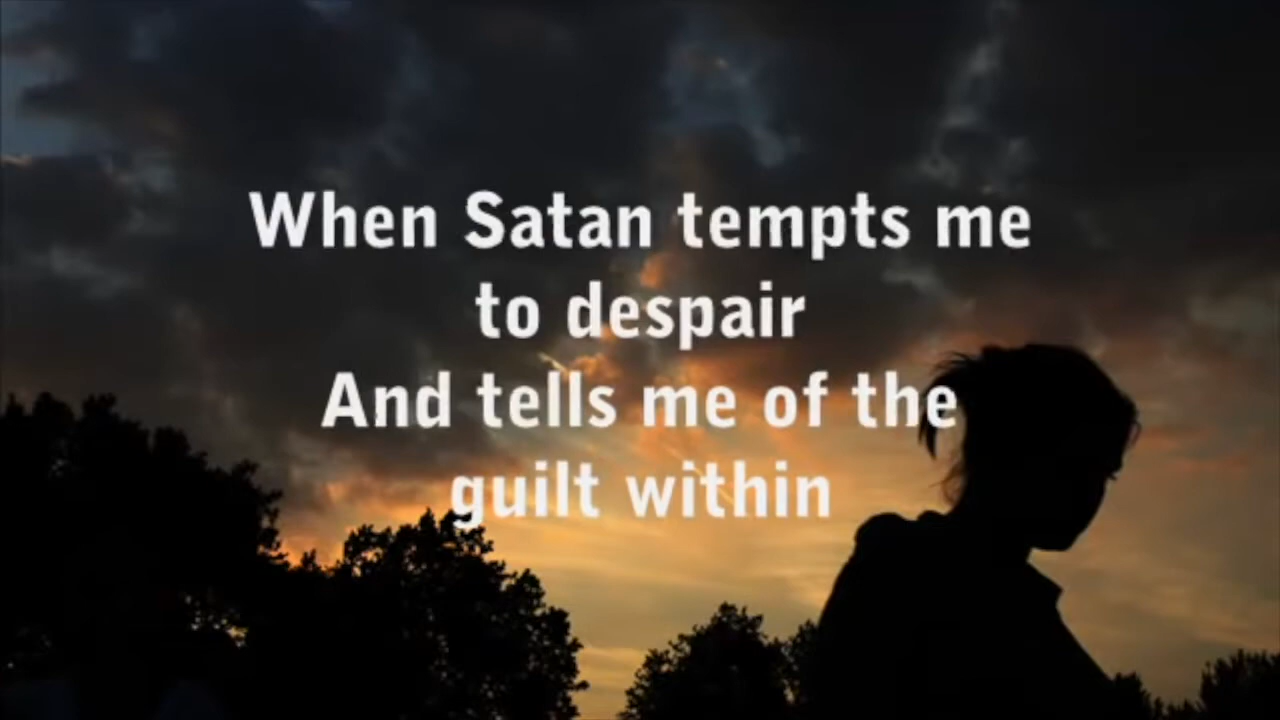 When Satan tempts me
to despair
And tells me of the
guilt within